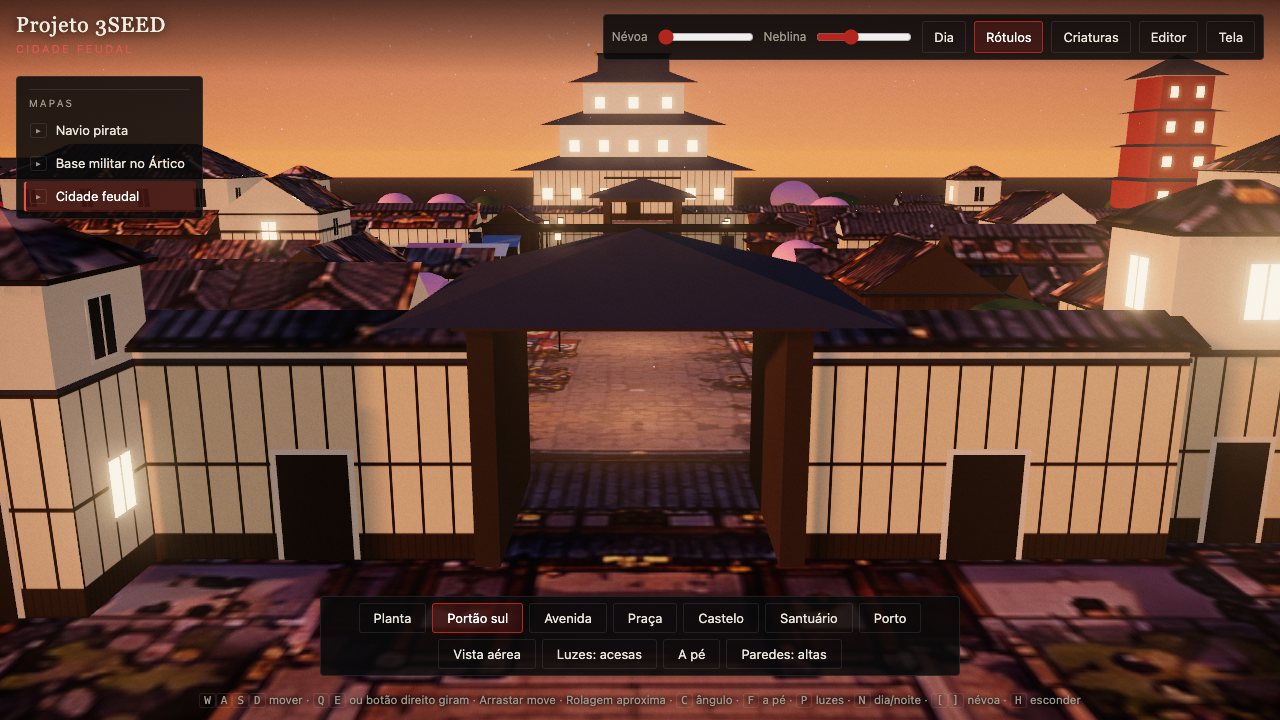 Projeto 3SEED
CIDADE FEUDAL
Névoa Neblina Dia Rótulos Criaturas Editor Tela
MAPAS
Navio pirata
Base militar no Ártico
Cidade feudal
Planta Portão sul Avenida Praça Castelo Santuário Porto
Vista aérea Luzes: acesas A pé Paredes: altas
W A S D mover · Q E ou botão direito giram · Arrastar move · Rolagem aproxima · C ângulo · F a pé · P luzes · N dia/noite · [ ] névoa · H esconder